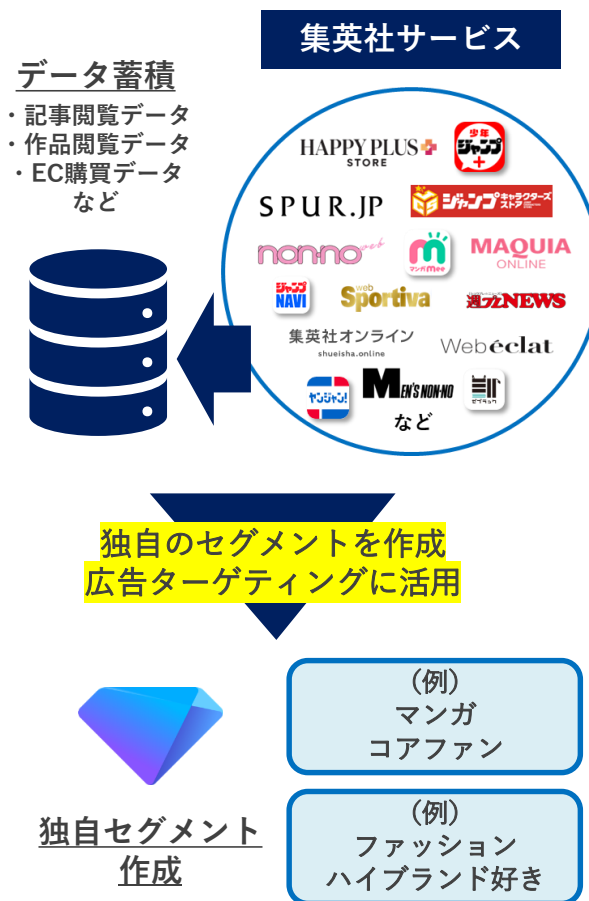 集英社サービス
データ蓄積
・記事閲覧データ
・作品閲覧データ
・EC購買データ
など
HAPPY PLUS
STORE
少年
ジャンプ
+
SPUR.JP
ジャンプキャラクターズ
ストア
non-no web
マンガMee
MAQUIA
ONLINE
ジャンプ
NAVI
web
Sportiva
週プレNEWS
集英社オンライン
shueisha.online
Web éclat
ヤンジャン!
MEN'S NON-NO
ゼブラック
など
独自のセグメントを作成
広告ターゲティングに活用
(例)
マンガ
コアファン
独自セグメント
作成
(例)
ファッション
ハイブランド好き